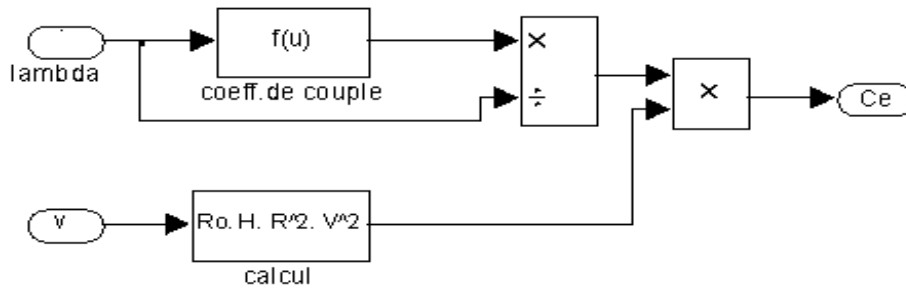 f(u)
lambda
coeff.de couple
×
÷
×
Ce
v
Ro.H. R^2. V^2
calcul